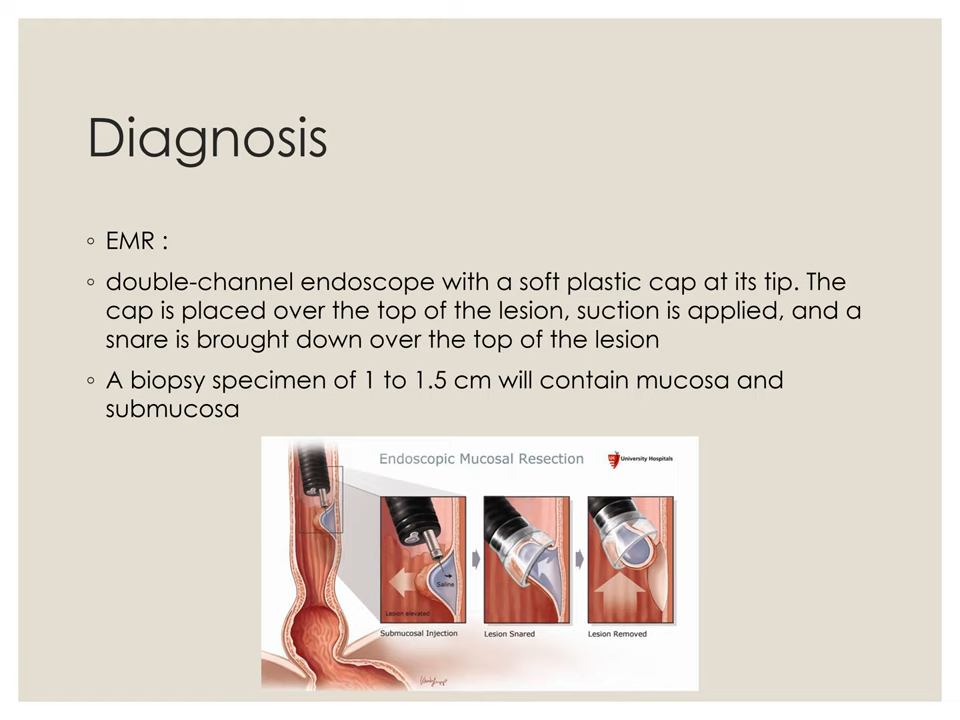 Diagnosis
◦ EMR :
◦ double-channel endoscope with a soft plastic cap at its tip. The
cap is placed over the top of the lesion, suction is applied, and a
snare is brought down over the top of the lesion
◦ A biopsy specimen of 1 to 1.5 cm will contain mucosa and
submucosa
Endoscopic Mucosal Resection
University Hospitals
Saline
Lesion elevated
Submucosal Injection
Lesion Snared
Lesion Removed